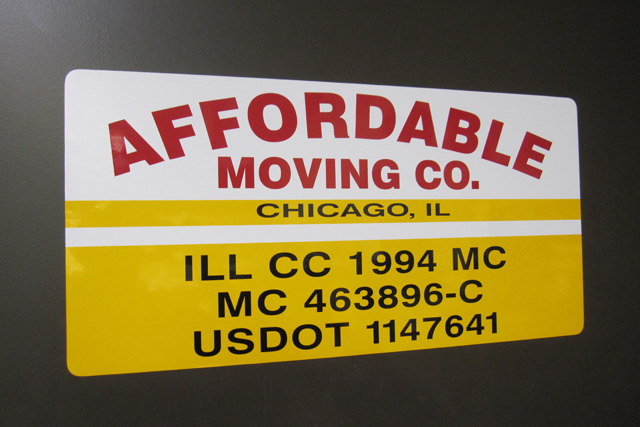 AFFORDABLE
MOVING CO.
CHICAGO, IL
ILL CC 1994 MC
MC 463896-C
USDOT 1147641